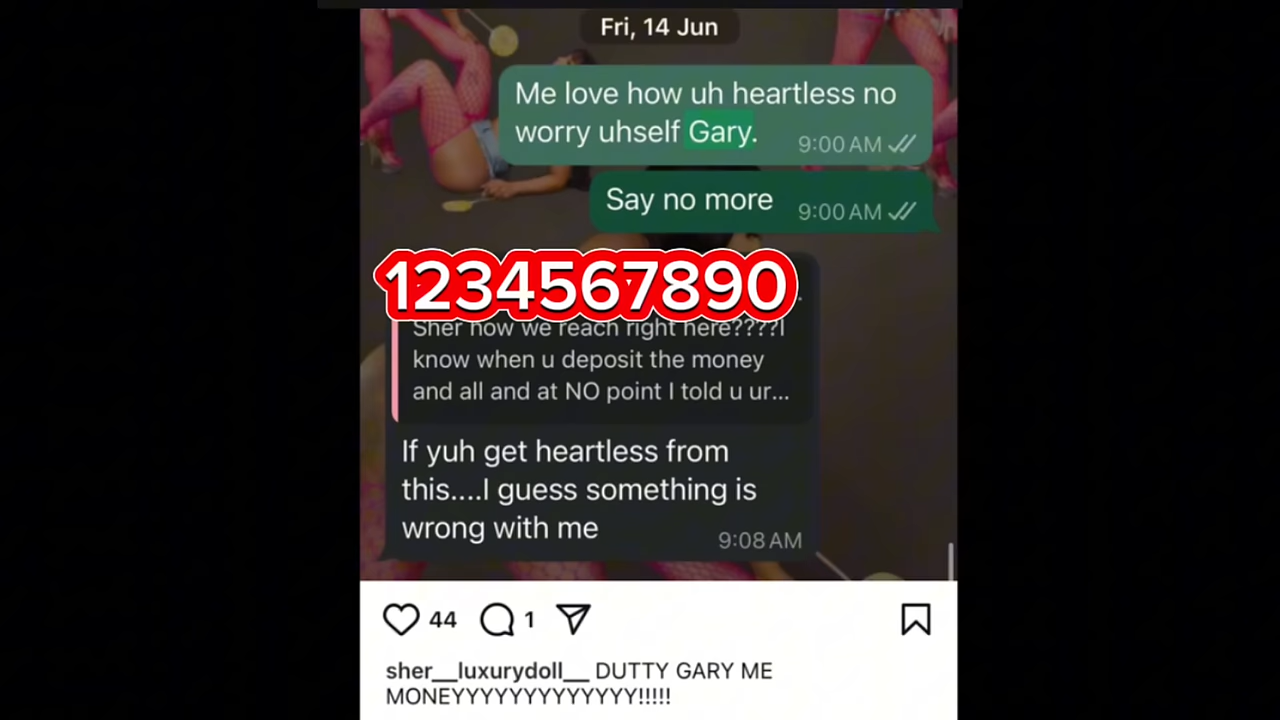 Fri, 14 Jun
Me love how uh heartless no
worry uhself Gary.
9:00 AM
Say no more
9:00 AM
1234567890
Sher how we reach right here????I
know when u deposit the money
and all and at NO point I told u ur...
If yuh get heartless from
this....I guess something is
wrong with me
9:08 AM
44
1
sher__luxurydoll__ DUTTY GARY ME
MONEYYYYYYYYYYYYY!!!!!